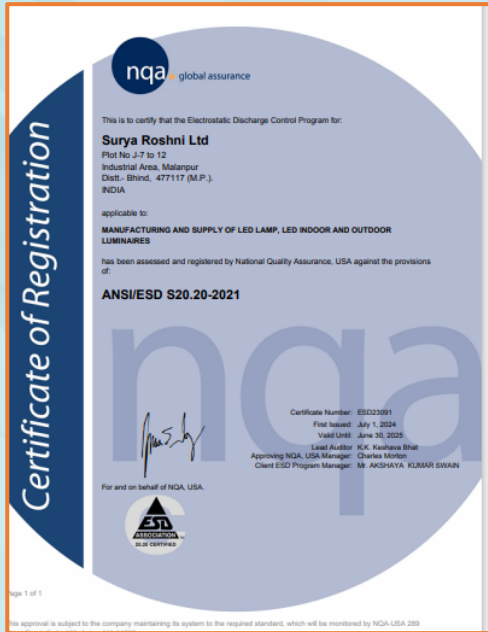 nqa. global assurance
Certificate of Registration
This is to certify that the Electrostatic Discharge Control Program for:
Surya Roshni Ltd
Plot No J-7 to 12
Industrial Area, Malanpur
Distt.- Bhind, 477117 (M.P.).
INDIA
applicable to:
MANUFACTURING AND SUPPLY OF LED LAMP, LED INDOOR AND OUTDOOR
LUMINAIRES
has been assessed and registered by National Quality Assurance, USA against the provisions
of:
ANSI/ESD S20.20-2021
nqa
Certificate Number: ESD23091
First Issued: July 1, 2024
Valid Until: June 30, 2025
Lead Auditor K.K. Keshava Bhat
Approving NQA, USA Manager: Charles Morton
Client ESD Program Manager: Mr. AKSHAYA KUMAR SWAIN
For and on behalf of NQA, USA.
ESD
ASSOCIATION
S20.20 CERTIFIED
age 1 of 1
his approval is subject to the company maintaining its system to the required standard, which will be monitored by NQA-USA 289